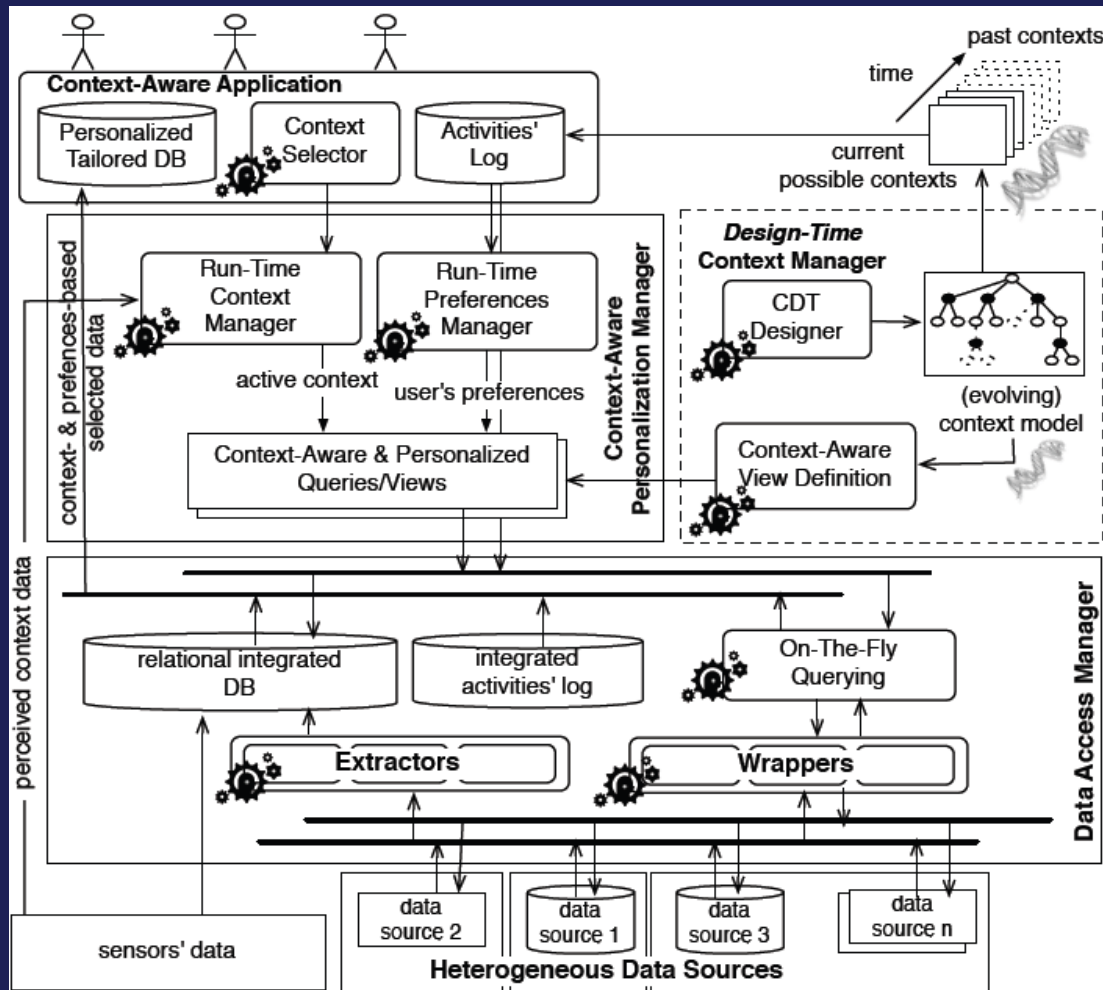 past contexts
time
Context-Aware Application
Personalized
Tailored DB
Context
Selector
Activities'
Log
current
possible contexts
Design-Time
Context Manager
CDT
Designer
(evolving)
context model
Context-Aware
View Definition
Run-Time
Context
Manager
Run-Time
Preferences
Manager
active context
user's preferences
Context-Aware & Personalized
Queries/Views
Context-Aware
Personalization Manager
context- & prefences-based
selected data
perceived context data
relational integrated
DB
integrated
activities' log
On-The-Fly
Querying
Extractors
Wrappers
Data Access Manager
sensors' data
data
source 2
data
source 1
data
source 3
data
source n
Heterogeneous Data Sources